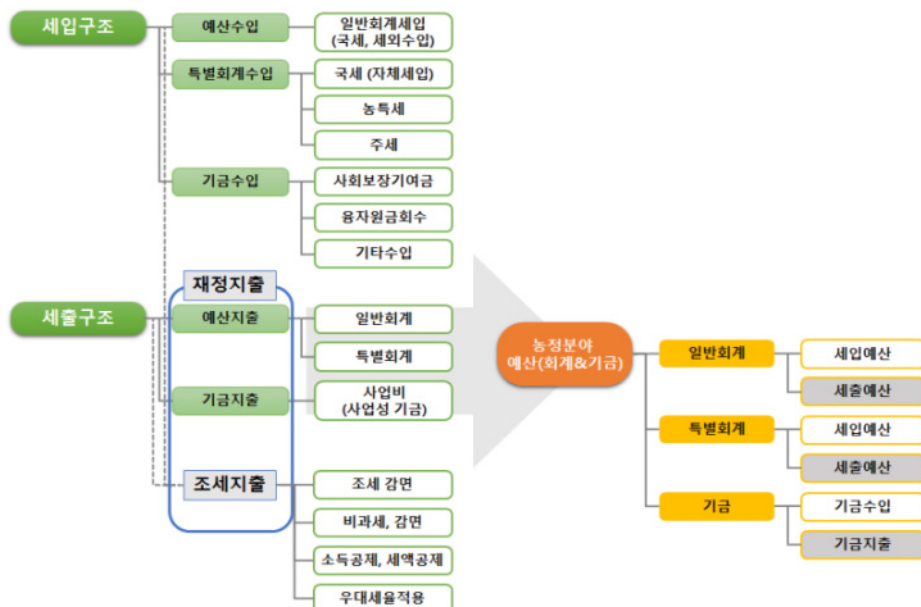 세입구조
예산수입
일반회계세입
(국세, 세외수입)
특별회계수입
국세 (자체세입)
농특세
주세
기금수입
사회보장기여금
융자원금회수
기타수입
재정지출
세출구조
예산지출
일반회계
특별회계
기금지출
사업비
(사업성 기금)
조세지출
조세 감면
비과세, 감면
소득공제, 세액공제
우대세율적용
농정분야
예산(회계&기금)
일반회계
세입예산
세출예산
특별회계
세입예산
세출예산
기금
기금수입
기금지출